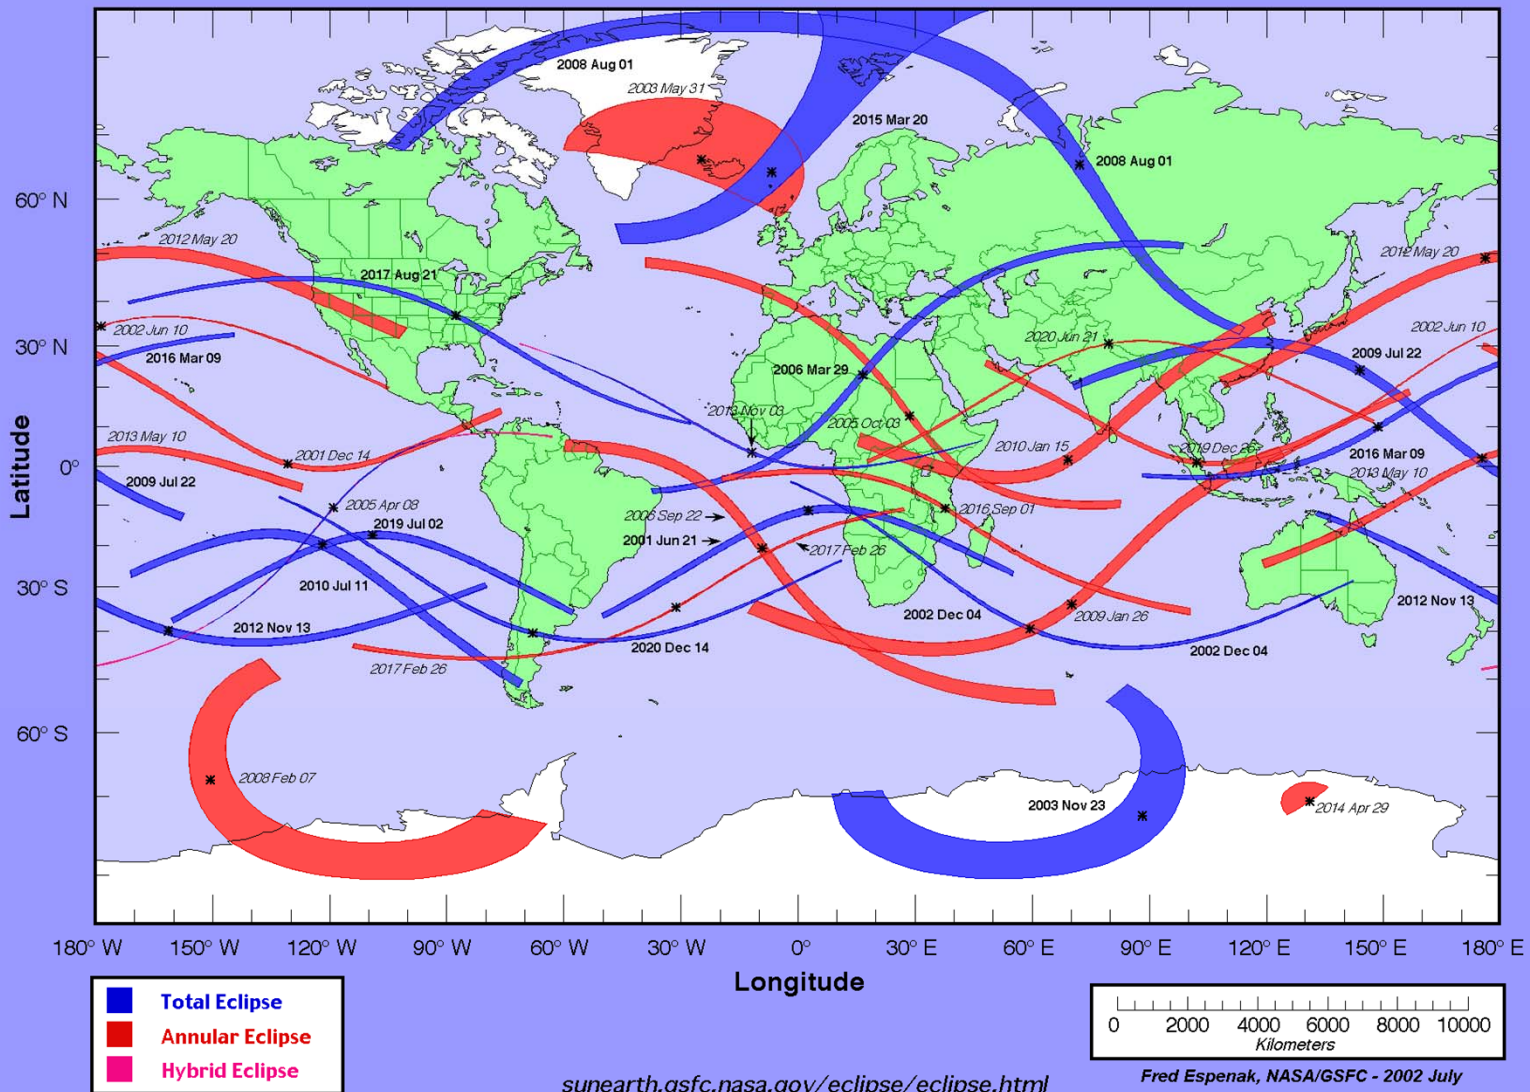 2008 Aug 01
2003 May 31
2015 Mar 20
2008 Aug 01
60° N
2012 May 20
2012 May 20
2017 Aug 21
2002 Jun 10
2020 Jun 21
2002 Jun 10
30° N
2016 Mar 09
2009 Jul 22
2006 Mar 29
2013 Nov 03
2005 Oct 03
2013 May 10
2010 Jan 15
2019 Dec 26
2001 Dec 14
2016 Mar 09
0°
2013 May 10
2009 Jul 22
2005 Apr 08
2006 Sep 22
2016 Sep 01
2019 Jul 02
2001 Jun 21
2017 Feb 26
2010 Jul 11
30° S
2012 Nov 13
2002 Dec 04
2009 Jan 26
2012 Nov 13
2020 Dec 14
2002 Dec 04
2017 Feb 26
60° S
2008 Feb 07
2003 Nov 23
2014 Apr 29
Latitude
180° W 150° W 120° W 90° W 60° W 30° W 0° 30° E 60° E 90° E 120° E 150° E 180° E
Longitude
Total Eclipse
Annular Eclipse
Hybrid Eclipse
0 2000 4000 6000 8000 10000
Kilometers
sunearth.gsfc.nasa.gov/eclipse/eclipse.html
Fred Espenak, NASA/GSFC - 2002 July